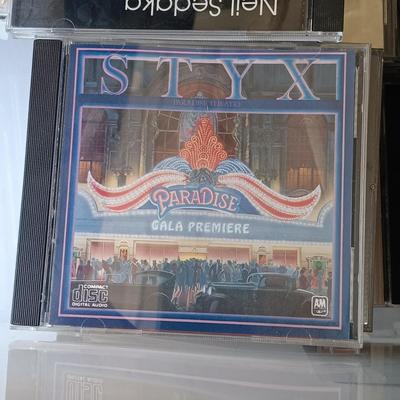 Neil Sedaka
STYX
PARADISE THEATRE
PARADISE
GALA PREMIERE
COMPACT
disc
DIGITAL AUDIO
A&M